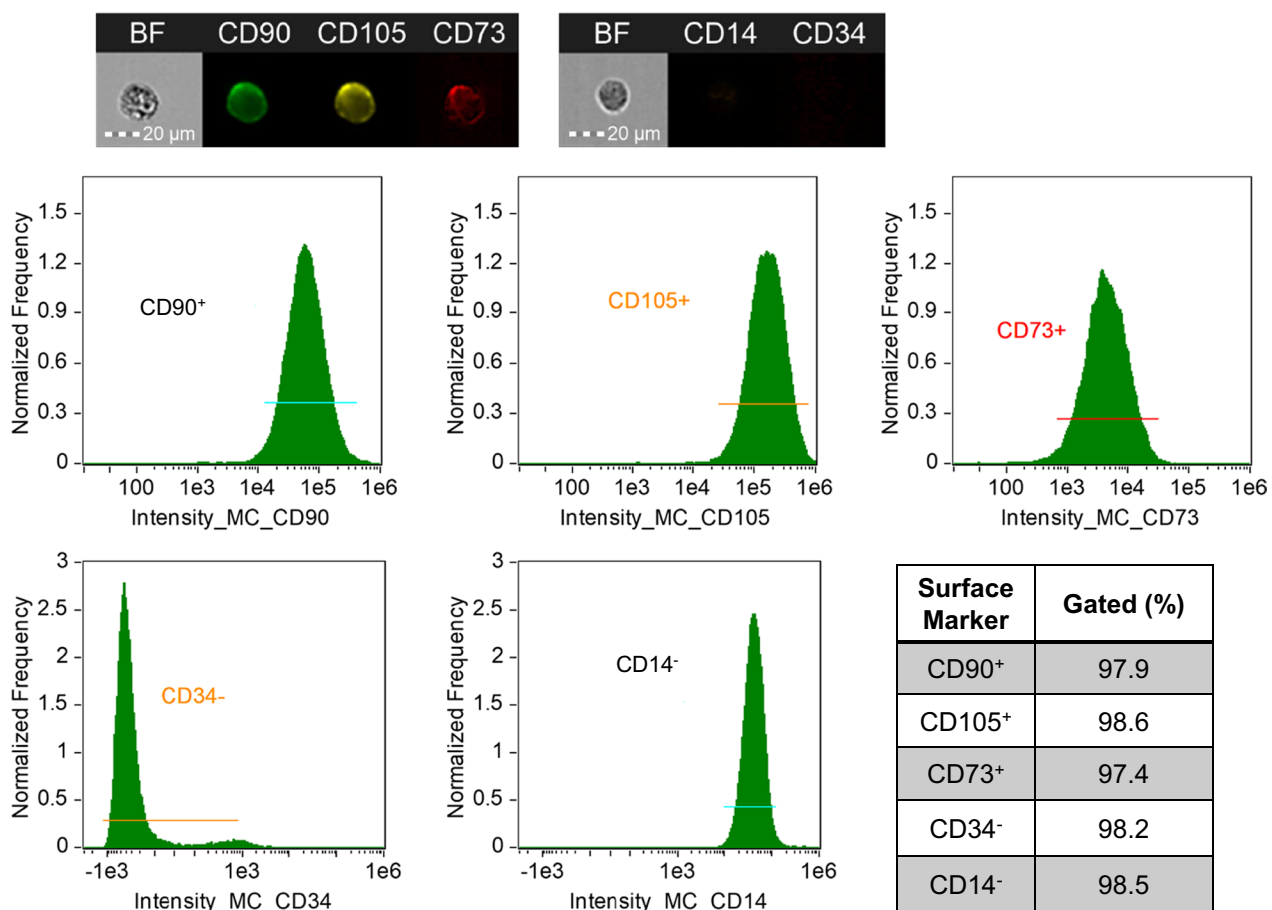 BF CD90 CD105 CD73
20 µm
BF CD14 CD34
20 µm
Normalized Frequency
1.5
1.2
0.9
0.6
0.3
0
CD90⁺
100 1e3 1e4 1e5 1e6
Intensity_MC_CD90
Normalized Frequency
1.5
1.2
0.9
0.6
0.3
0
CD105+
100 1e3 1e4 1e5 1e6
Intensity_MC_CD105
Normalized Frequency
1.5
1.2
0.9
0.6
0.3
0
CD73+
100 1e3 1e4 1e5 1e6
Intensity_MC_CD73
Normalized Frequency
3
2.5
2
1.5
1
0.5
0
CD34-
-1e3 1e3 1e6
Intensity_MC_CD34
Normalized Frequency
3
2.5
2
1.5
1
0.5
0
CD14⁻
-1e3 1e3 1e6
Intensity_MC_CD14
Surface
Marker
Gated (%)
CD90⁺ 97.9
CD105⁺ 98.6
CD73⁺ 97.4
CD34⁻ 98.2
CD14⁻ 98.5